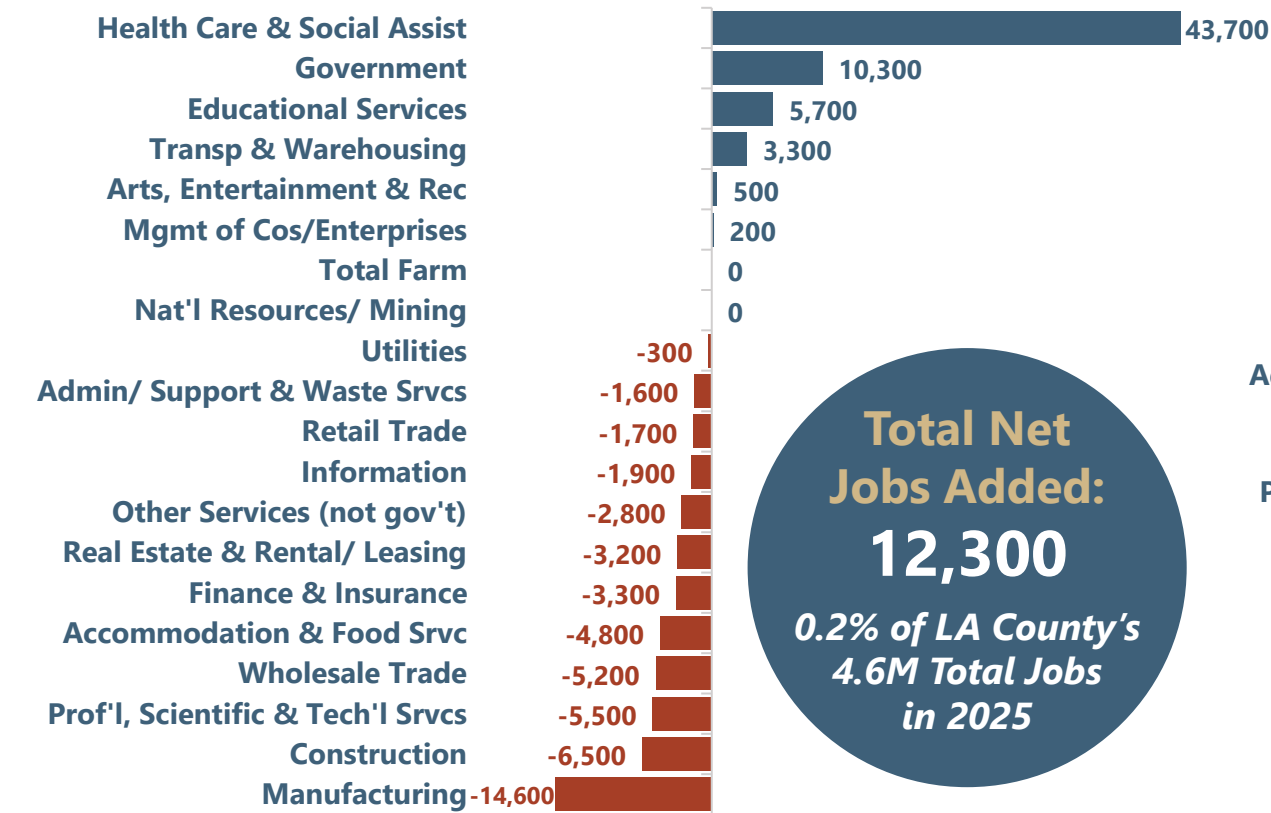 Health Care & Social Assist 43,700
Government 10,300
Educational Services 5,700
Transp & Warehousing 3,300
Arts, Entertainment & Rec 500
Mgmt of Cos/Enterprises 200
Total Farm 0
Nat'l Resources/ Mining 0
Utilities -300
Admin/ Support & Waste Srvcs -1,600
Retail Trade -1,700
Information -1,900
Other Services (not gov't) -2,800
Real Estate & Rental/ Leasing -3,200
Finance & Insurance -3,300
Accommodation & Food Srvc -4,800
Wholesale Trade -5,200
Prof'l, Scientific & Tech'l Srvcs -5,500
Construction -6,500
Manufacturing -14,600
Total Net
Jobs Added:
12,300
0.2% of LA County’s
4.6M Total Jobs
in 2025